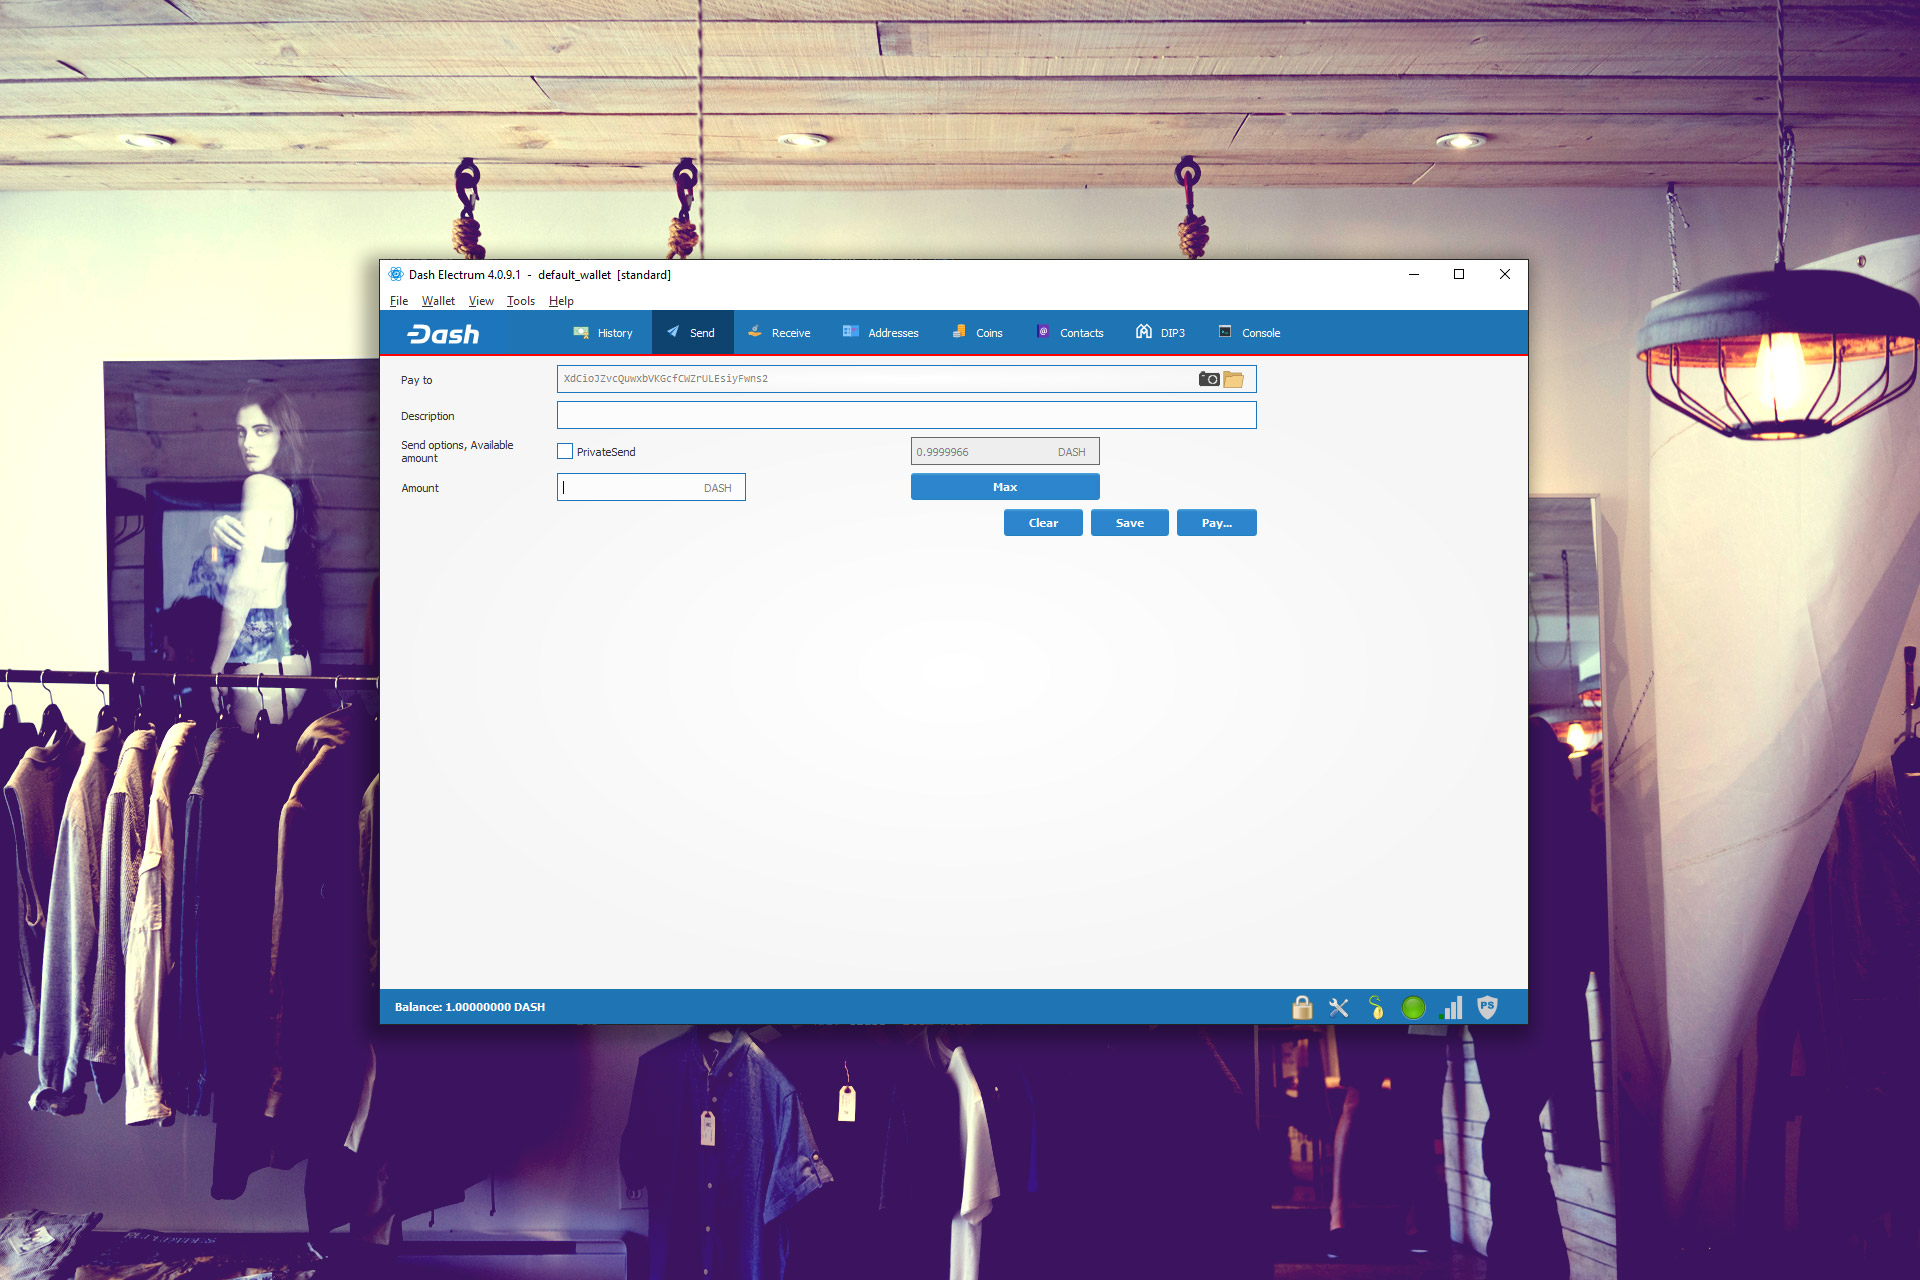 Dash Electrum 4.0.9.1 - default_wallet [standard]
File Wallet View Tools Help
Dash History Send Receive Addresses Coins Contacts DIP3 Console
Pay to XdCioJZvcQuwxbVKGcfCWZrULEsiyFwns2
Description
Send options, Available amount PrivateSend 0.9999966 DASH
Amount DASH Max
Clear Save Pay...
Balance: 1.00000000 DASH PS